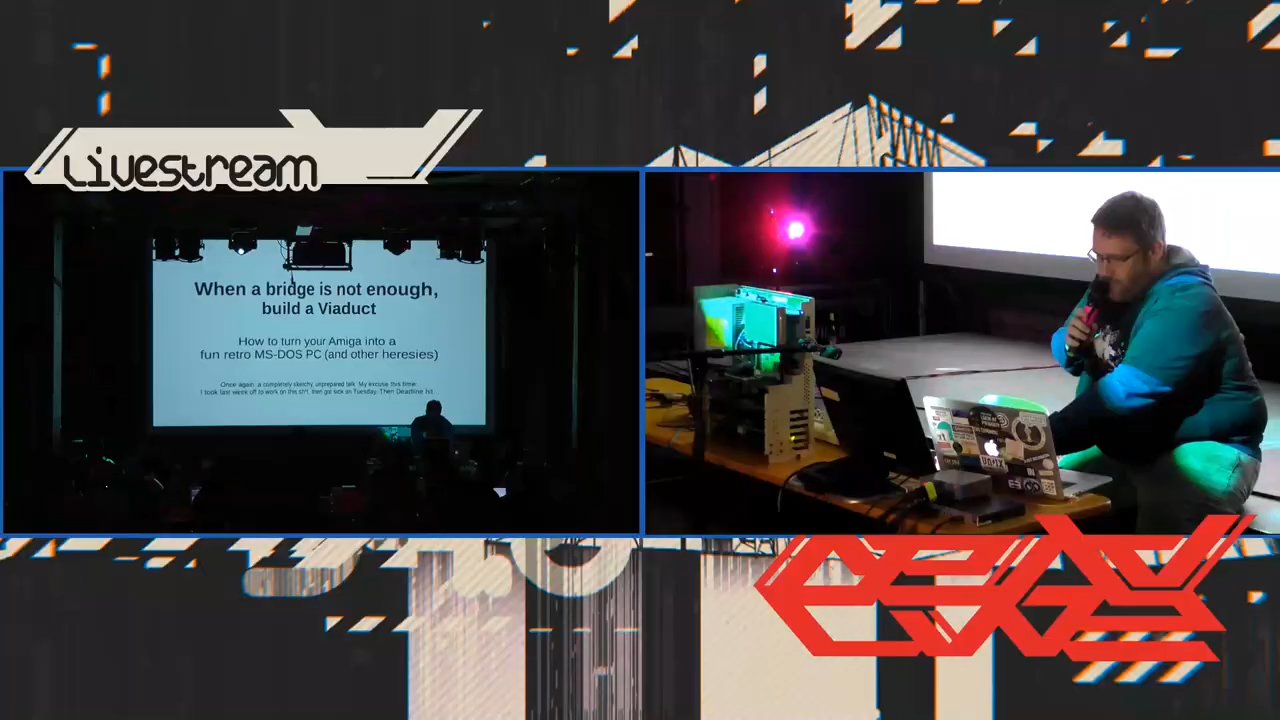 Livestream
When a bridge is not enough,
build a Viaduct
How to turn your Amiga into a
fun retro MS-DOS PC (and other heresies)
Once again, a completely sketchy, unprepared talk. My excuse this time:
I took last week off to work on this sh*t, then got sick on Tuesday. Then Deadline hit...
UNIX